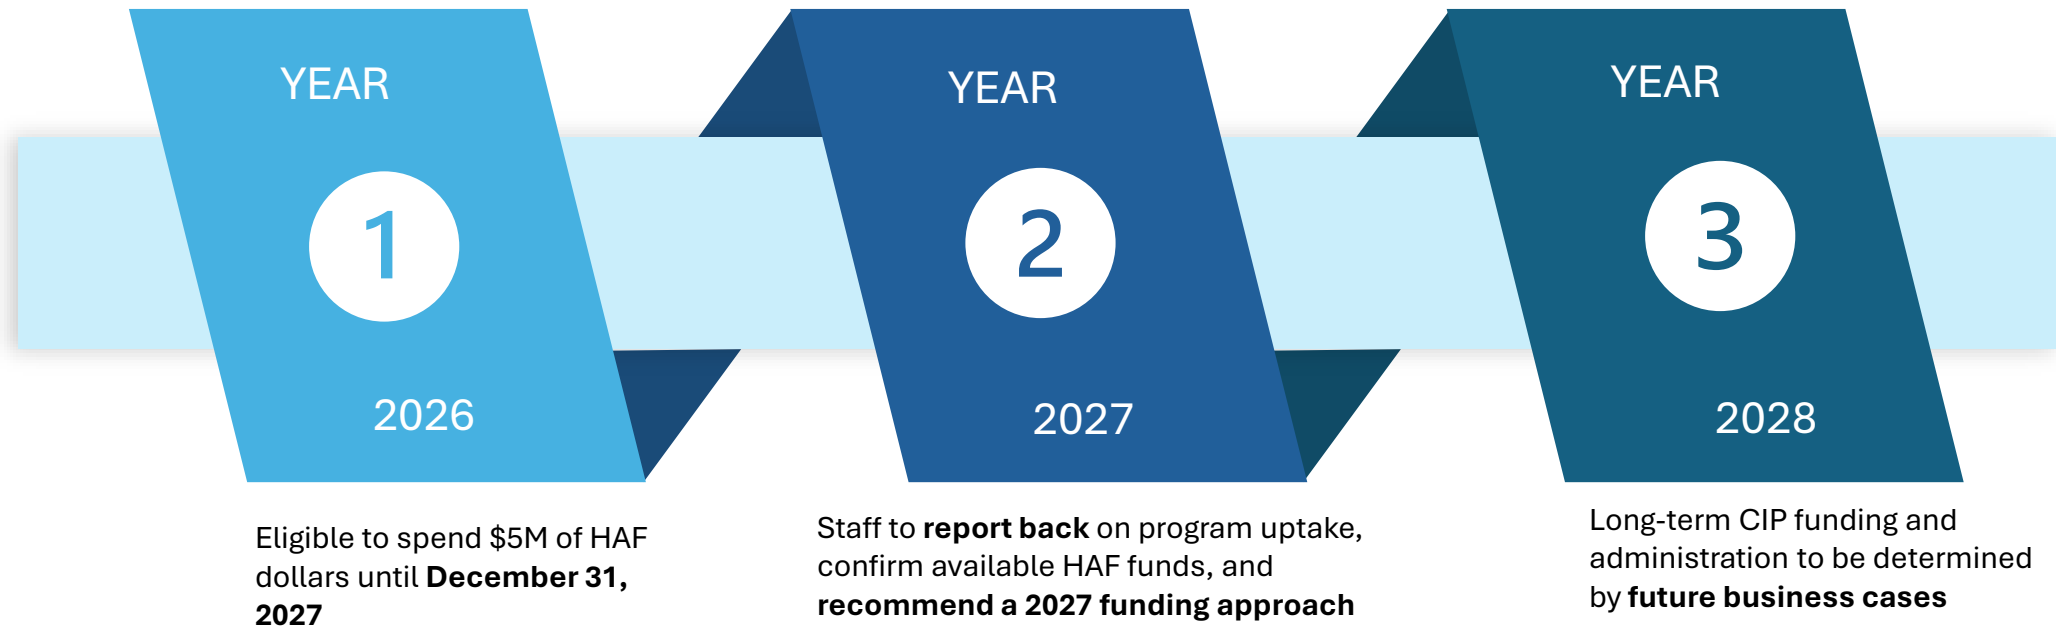 YEAR
1
2026
Eligible to spend $5M of HAF
dollars until December 31,
2027
YEAR
2
2027
Staff to report back on program uptake,
confirm available HAF funds, and
recommend a 2027 funding approach
YEAR
3
2028
Long-term CIP funding and
administration to be determined
by future business cases